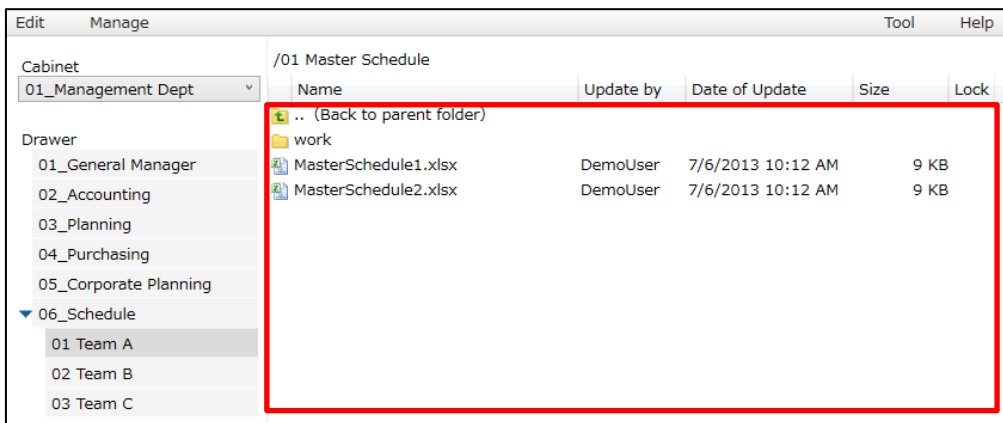 Edit Manage Tool Help
Cabinet
01_Management Dept
Drawer
01_General Manager
02_Accounting
03_Planning
04_Purchasing
05_Corporate Planning
06_Schedule
01 Team A
02 Team B
03 Team C
/01 Master Schedule
Name Update by Date of Update Size Lock
.. (Back to parent folder)
work
MasterSchedule1.xlsx DemoUser 7/6/2013 10:12 AM 9 KB
MasterSchedule2.xlsx DemoUser 7/6/2013 10:12 AM 9 KB